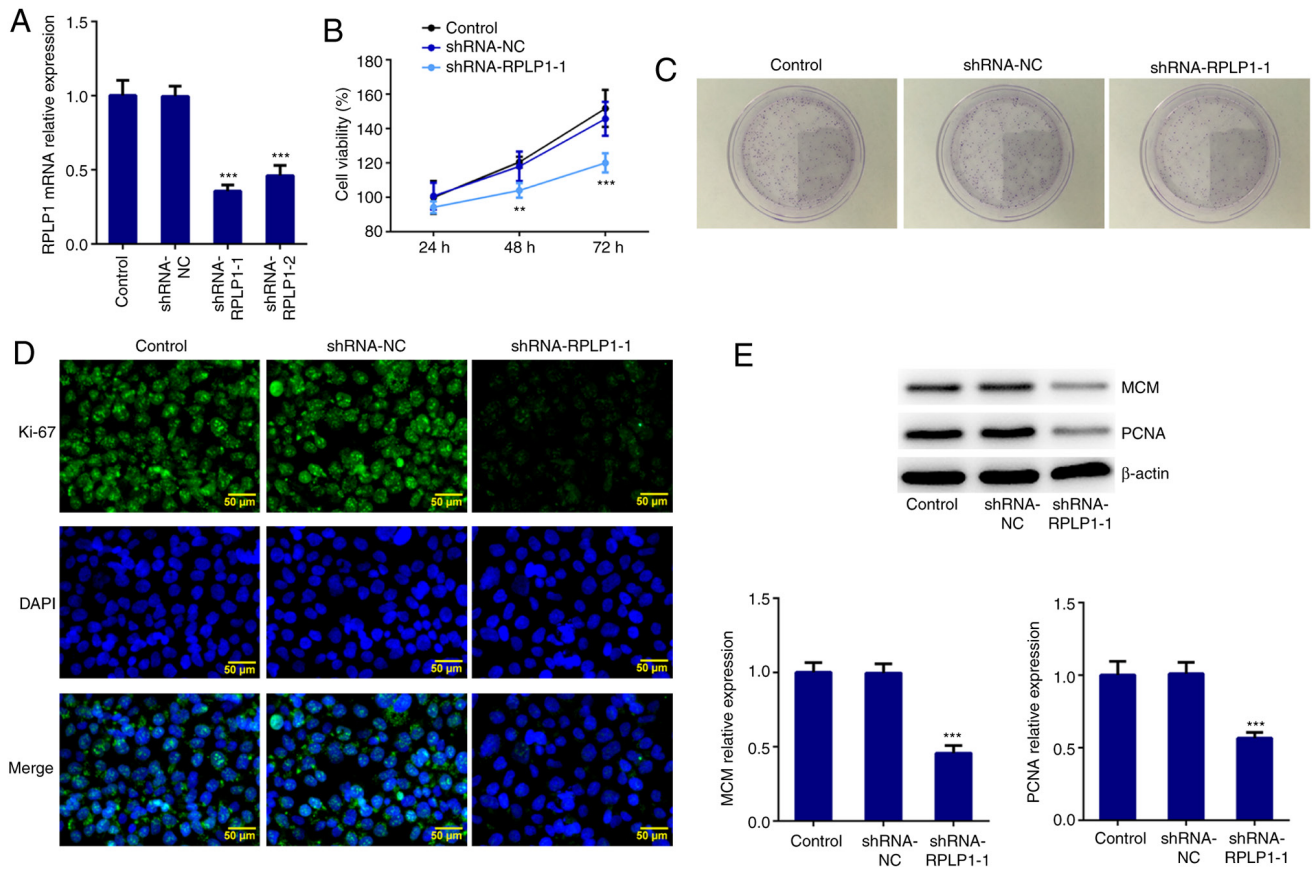 A
RPLP1 mRNA relative expression
1.5
1.0
0.5
0.0
***
***
Control
shRNA-
NC
shRNA-
RPLP1-1
shRNA-
RPLP1-2
B
Control
shRNA-NC
shRNA-RPLP1-1
Cell viability (%)
180
160
140
120
100
80
**
***
24 h
48 h
72 h
C
Control
shRNA-NC
shRNA-RPLP1-1
D
Control
shRNA-NC
shRNA-RPLP1-1
Ki-67
50 µm
50 µm
50 µm
DAPI
50 µm
50 µm
50 µm
Merge
50 µm
50 µm
50 µm
E
MCM
PCNA
β-actin
Control
shRNA-
NC
shRNA-
RPLP1-1
MCM relative expression
1.5
1.0
0.5
0.0
***
Control
shRNA-
NC
shRNA-
RPLP1-1
PCNA relative expression
1.5
1.0
0.5
0.0
***
Control
shRNA-
NC
shRNA-
RPLP1-1